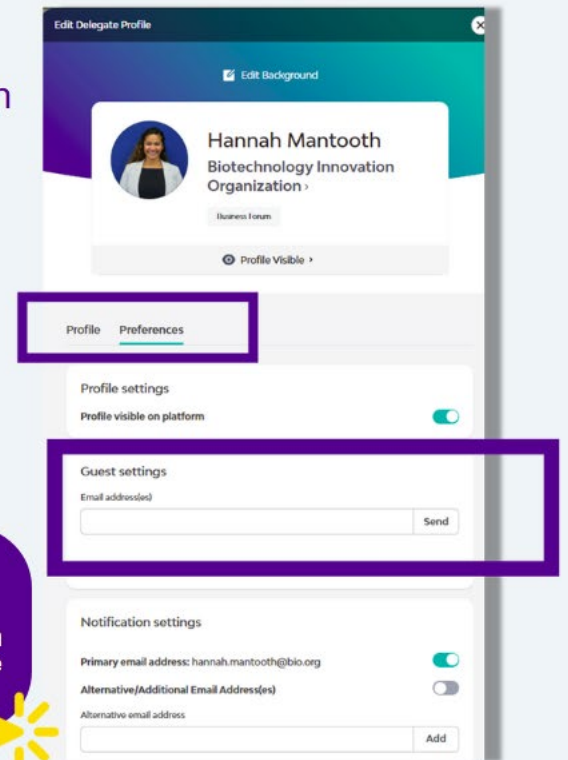 Edit Delegate Profile
Edit Background
Hannah Mantooth
Biotechnology Innovation
Organization ›
Business Forum
Profile Visible ›
Profile Preferences
Profile settings
Profile visible on platform
Guest settings
Email address(es)
Send
Notification settings
Primary email address: hannah.mantooth@bio.org
Alternative/Additional Email Address(es)
Alternative email address
Add